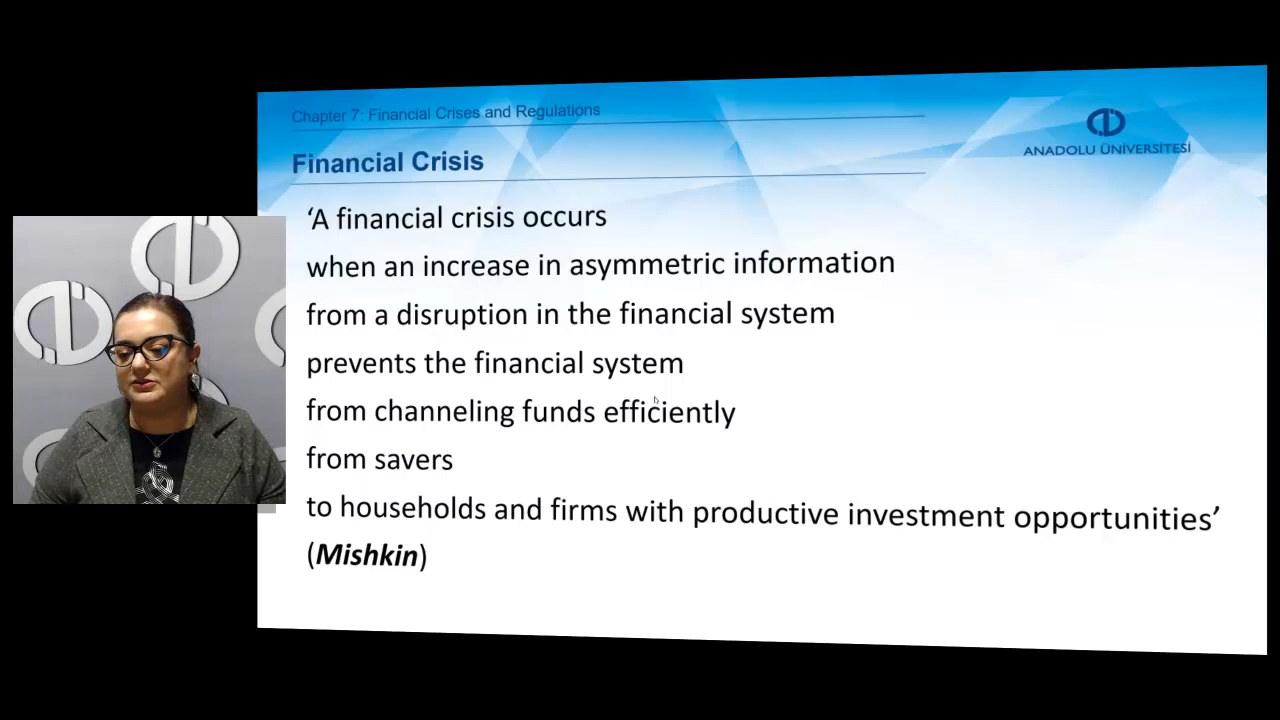 Chapter 7: Financial Crises and Regulations
ANADOLU ÜNİVERSİTESİ
Financial Crisis
‘A financial crisis occurs
when an increase in asymmetric information
from a disruption in the financial system
prevents the financial system
from channeling funds efficiently
from savers
to households and firms with productive investment opportunities’
(Mishkin)